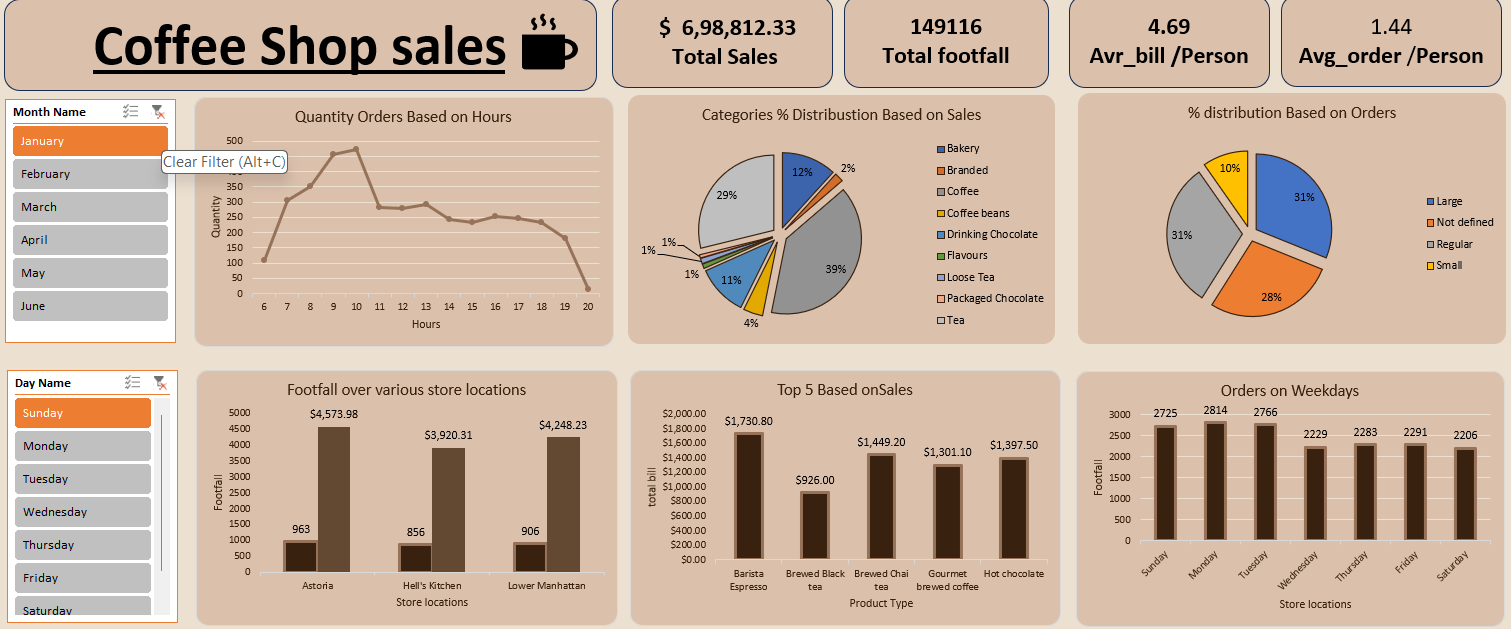 Coffee Shop sales
$ 6,98,812.33
Total Sales
149116
Total footfall
4.69
Avr_bill /Person
1.44
Avg_order /Person
Month Name
January
February
March
April
May
June
Clear Filter (Alt+C)
Quantity Orders Based on Hours
500
350
300
250
200
150
100
50
0
Quantity
6 7 8 9 10 11 12 13 14 15 16 17 18 19 20
Hours
Categories % Distribustion Based on Sales
12%
2%
39%
4%
11%
1%
1%
1%
29%
Bakery
Branded
Coffee
Coffee beans
Drinking Chocolate
Flavours
Loose Tea
Packaged Chocolate
Tea
% distribution Based on Orders
31%
28%
31%
10%
Large
Not defined
Regular
Small
Day Name
Sunday
Monday
Tuesday
Wednesday
Thursday
Friday
Saturday
Footfall over various store locations
5000
4500
4000
3500
3000
2500
2000
1500
1000
500
0
Footfall
963
$4,573.98
856
$3,920.31
906
$4,248.23
Astoria Hell's Kitchen Lower Manhattan
Store locations
Top 5 Based onSales
$2,000.00
$1,800.00
$1,600.00
$1,400.00
$1,200.00
$1,000.00
$800.00
$600.00
$400.00
$200.00
$0.00
total bill
$1,730.80
$926.00
$1,449.20
$1,301.10
$1,397.50
Barista
Espresso
Brewed Black
tea
Brewed Chai
tea
Gourmet
brewed coffee
Hot chocolate
Product Type
Orders on Weekdays
3000
2500
2000
1500
1000
500
0
Footfall
2725
2814
2766
2229
2283
2291
2206
Sunday
Monday
Tuesday
Wednesday
Thursday
Friday
Saturday
Store locations